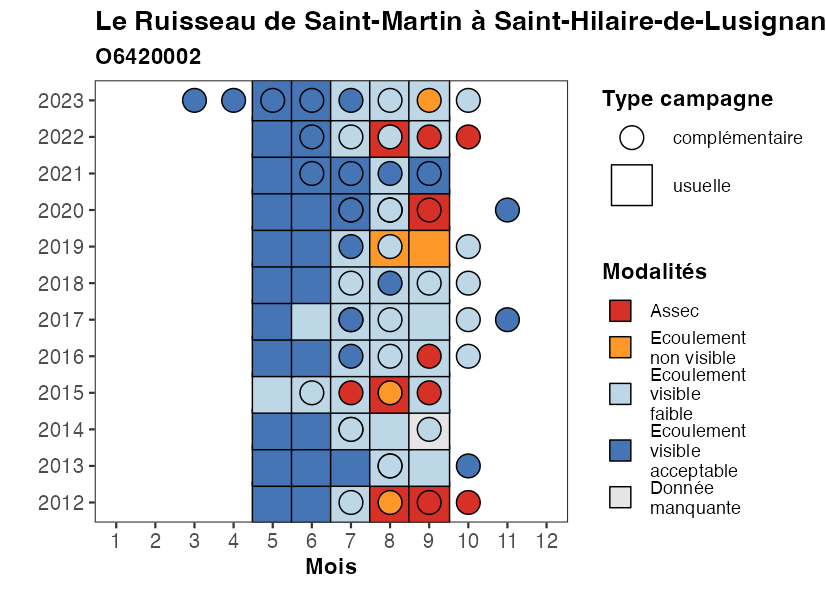 Le Ruisseau de Saint-Martin à Saint-Hilaire-de-Lusignan
O6420002
2023
2022
2021
2020
2019
2018
2017
2016
2015
2014
2013
2012
1 2 3 4 5 6 7 8 9 10 11 12
Mois
Type campagne
complémentaire
usuelle
Modalités
Assec
Ecoulement
non visible
Ecoulement
visible
faible
Ecoulement
visible
acceptable
Donnée
manquante